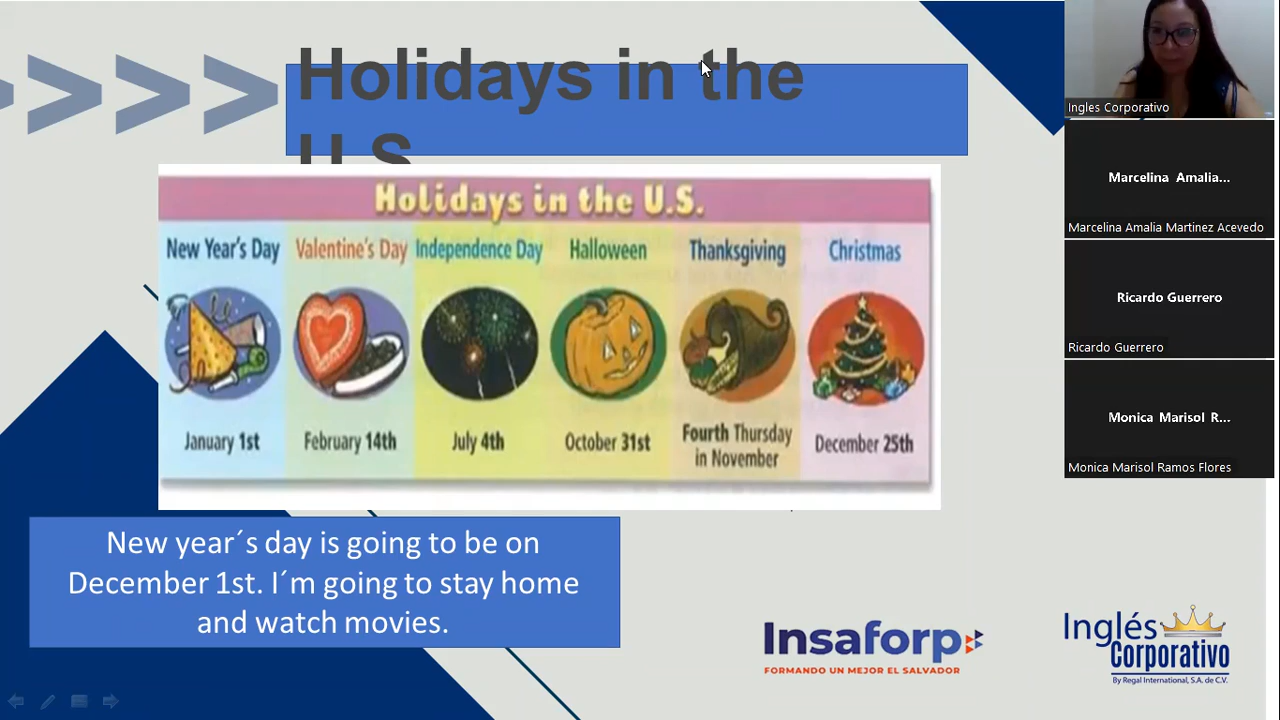 Holidays in the
U.S.
Holidays in the U.S.
New Year's Day
Valentine's Day
Independence Day
Halloween
Thanksgiving
Christmas
January 1st
February 14th
July 4th
October 31st
Fourth Thursday
in November
December 25th
New year´s day is going to be on
December 1st. I´m going to stay home
and watch movies.
Insaforp
FORMANDO UN MEJOR EL SALVADOR
Inglés
Corporativo
By Regal International, S.A. de C.V.
Ingles Corporativo
Marcelina Amalia...
Marcelina Amalia Martinez Acevedo
Ricardo Guerrero
Ricardo Guerrero
Monica Marisol R...
Monica Marisol Ramos Flores